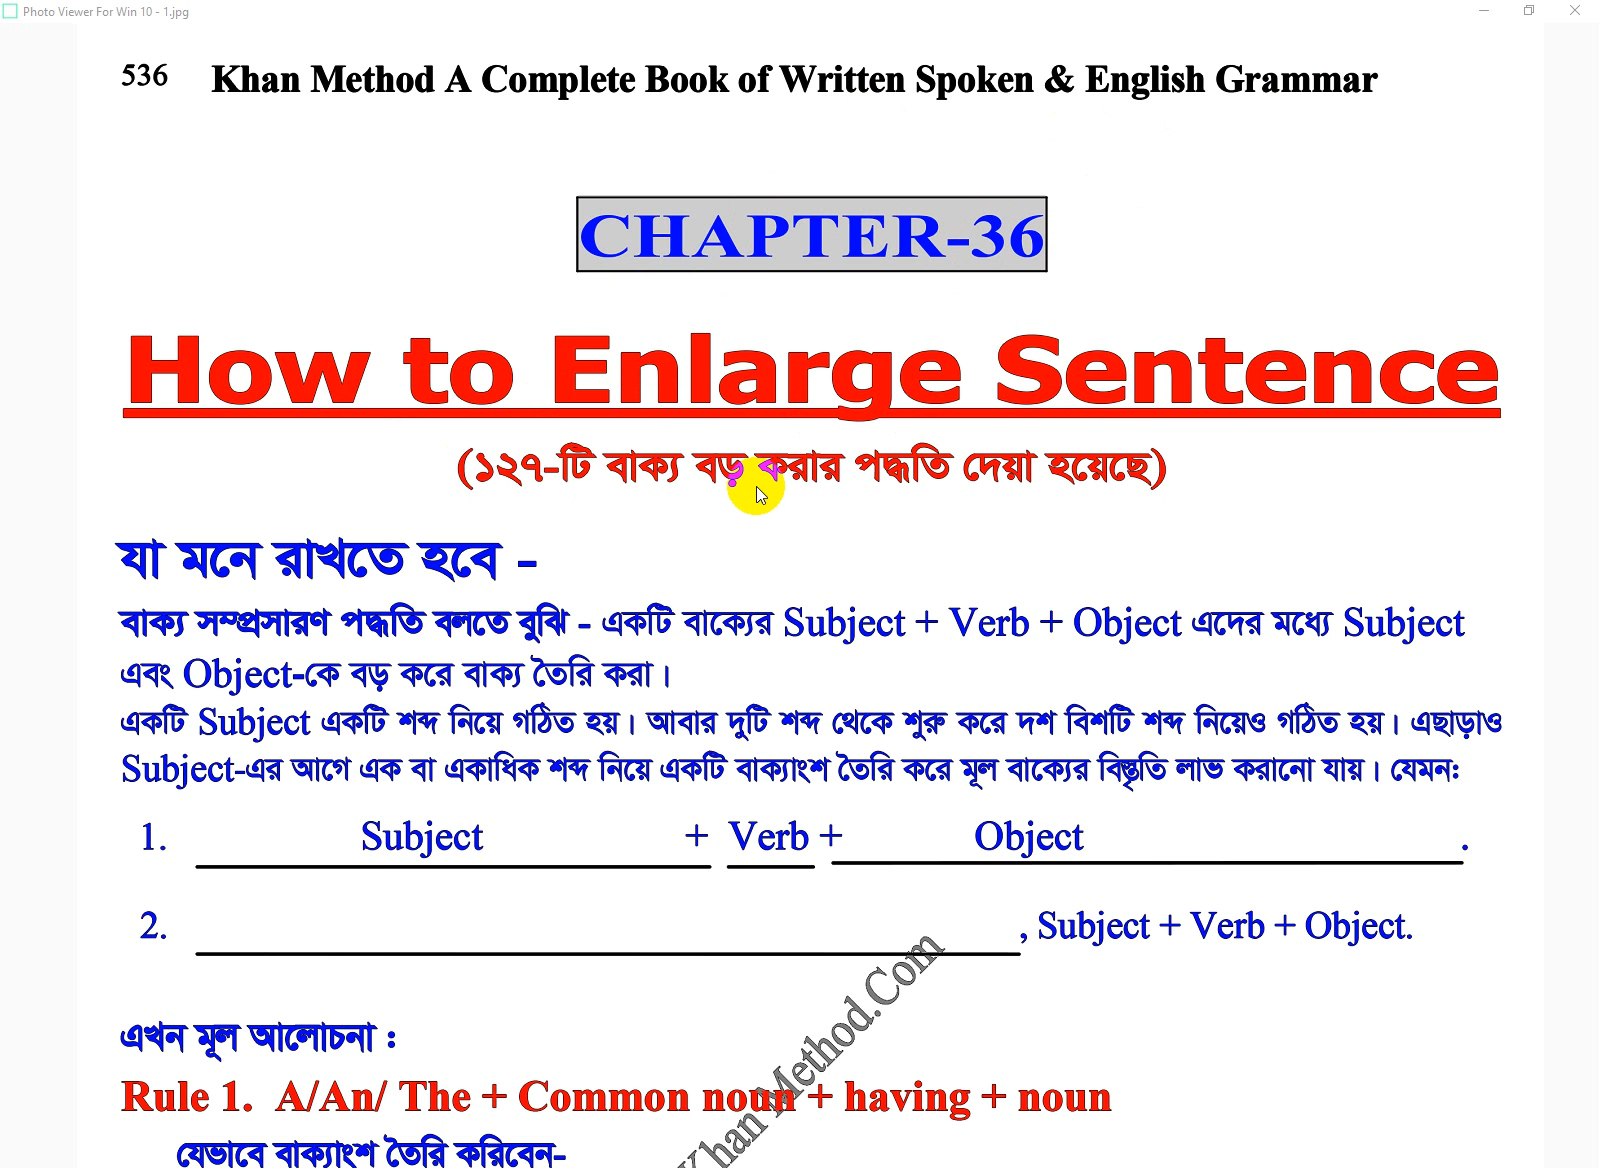 Photo Viewer For Win 10 - 1.jpg
536 Khan Method A Complete Book of Written Spoken & English Grammar
CHAPTER-36
How to Enlarge Sentence
(১২৭-টি বাক্য বড় করার পদ্ধতি দেয়া হয়েছে)
যা মনে রাখতে হবে -
বাক্য সম্প্রসারণ পদ্ধতি বলতে বুঝি - একটি বাক্যের Subject + Verb + Object এদের মধ্যে Subject
এবং Object-কে বড় করে বাক্য তৈরি করা।
একটি Subject একটি শব্দ নিয়ে গঠিত হয়। আবার দুটি শব্দ থেকে শুরু করে দশ বিশটি শব্দ নিয়েও গঠিত হয়। এছাড়াও
Subject-এর আগে এক বা একাধিক শব্দ নিয়ে একটি বাক্যাংশ তৈরি করে মূল বাক্যের বিস্তৃতি লাভ করানো যায়। যেমন:
1. Subject + Verb + Object .
2. , Subject + Verb + Object.
এখন মূল আলোচনা :
Rule 1. A/An/ The + Common noun + having + noun
যেভাবে বাক্যাংশ তৈরি করিবেন-
Khan Method.Com